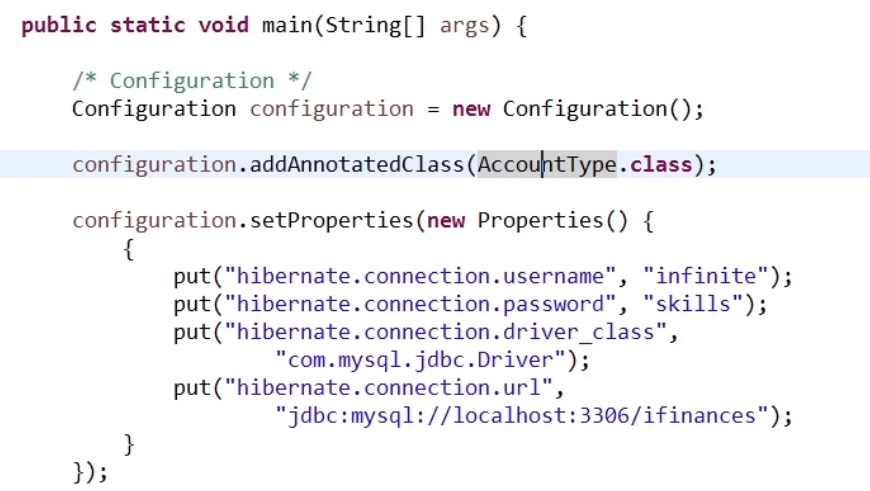 public static void main(String[] args) {
/* Configuration */
Configuration configuration = new Configuration();
configuration.addAnnotatedClass(AccountType.class);
configuration.setProperties(new Properties() {
{
put("hibernate.connection.username", "infinite");
put("hibernate.connection.password", "skills");
put("hibernate.connection.driver_class",
"com.mysql.jdbc.Driver");
put("hibernate.connection.url",
"jdbc:mysql://localhost:3306/ifinances");
}
});